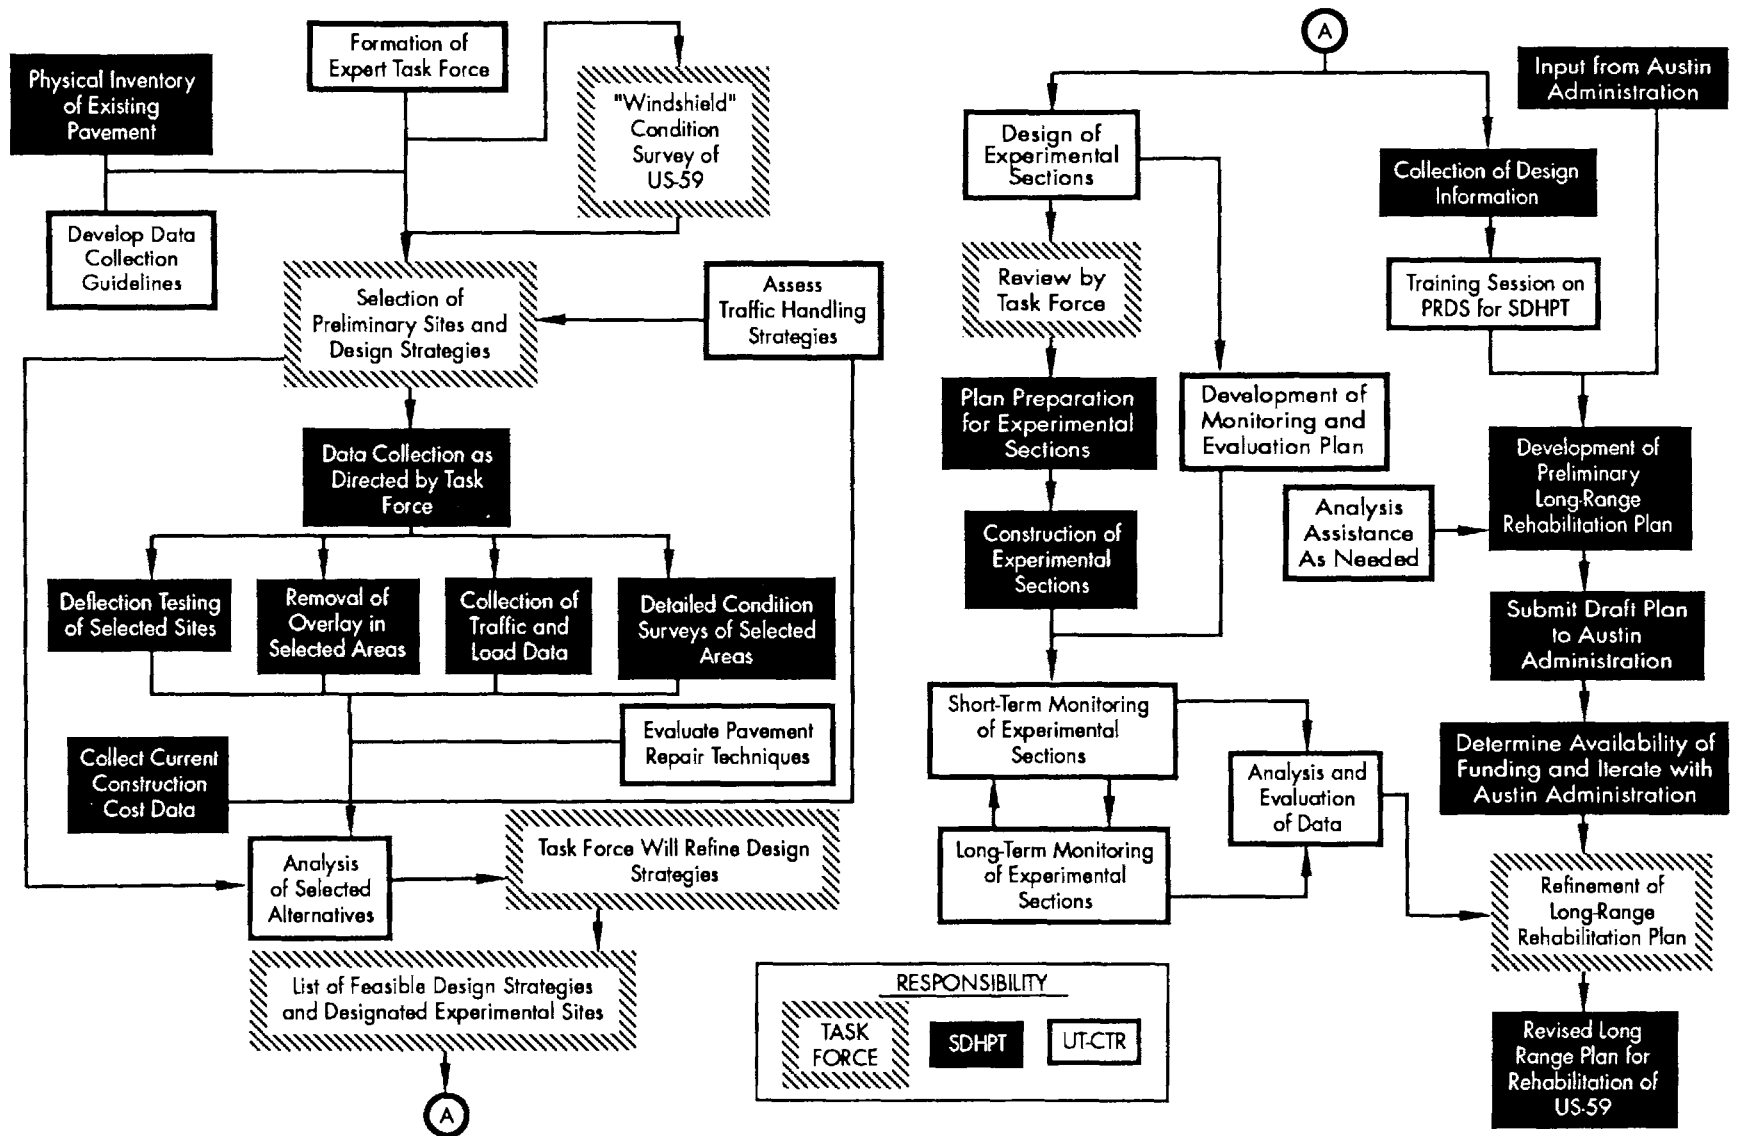 Formation of
Expert Task Force
Physical Inventory
of Existing
Pavement
"Windshield"
Condition
Survey of
US-59
Develop Data
Collection
Guidelines
Selection of
Preliminary Sites and
Design Strategies
Assess
Traffic Handling
Strategies
Data Collection as
Directed by Task
Force
Deflection Testing
of Selected Sites
Removal of
Overlay in
Selected Areas
Collection of
Traffic and
Load Data
Detailed Condition
Surveys of Selected
Areas
Evaluate Pavement
Repair Techniques
Collect Current
Construction
Cost Data
Analysis
of Selected
Alternatives
Task Force Will Refine Design
Strategies
List of Feasible Design Strategies
and Designated Experimental Sites
A
A
Input from Austin
Administration
Design of
Experimental
Sections
Collection of Design
Information
Review by
Task Force
Training Session on
PRDS for SDHPT
Plan Preparation
for Experimental
Sections
Development of
Monitoring and
Evaluation Plan
Development of
Preliminary
Long-Range
Rehabilitation Plan
Analysis
Assistance
As Needed
Construction of
Experimental
Sections
Submit Draft Plan
to Austin
Administration
Short-Term Monitoring
of Experimental
Sections
Determine Availability of
Funding and Iterate with
Austin Administration
Analysis and
Evaluation
of Data
Long-Term Monitoring
of Experimental
Sections
Refinement of
Long-Range
Rehabilitation Plan
Revised Long
Range Plan for
Rehabilitation of
US-59
RESPONSIBILITY
TASK
FORCE
SDHPT
UT-CTR